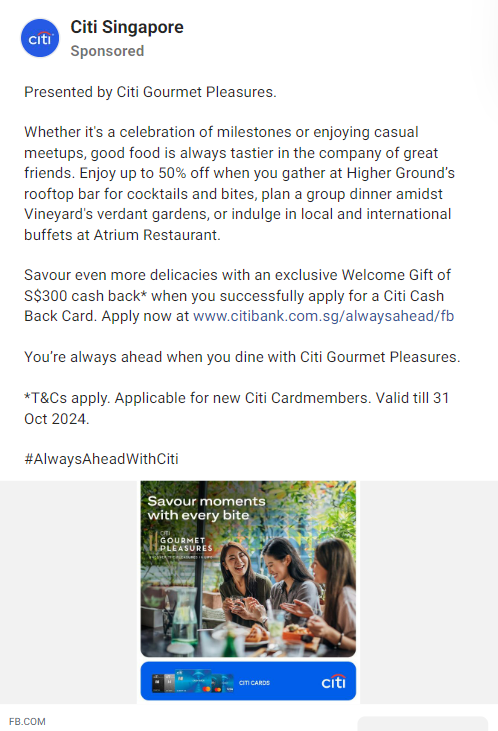 citi
Citi Singapore
Sponsored
Presented by Citi Gourmet Pleasures.
Whether it's a celebration of milestones or enjoying casual
meetups, good food is always tastier in the company of great
friends. Enjoy up to 50% off when you gather at Higher Ground’s
rooftop bar for cocktails and bites, plan a group dinner amidst
Vineyard's verdant gardens, or indulge in local and international
buffets at Atrium Restaurant.
Savour even more delicacies with an exclusive Welcome Gift of
S$300 cash back* when you successfully apply for a Citi Cash
Back Card. Apply now at www.citibank.com.sg/alwaysahead/fb
You’re always ahead when you dine with Citi Gourmet Pleasures.
*T&Cs apply. Applicable for new Citi Cardmembers. Valid till 31
Oct 2024.
#AlwaysAheadWithCiti
Savour moments
with every bite
CITI
GOURMET
PLEASURES
CITI CARDS
citi
FB.COM